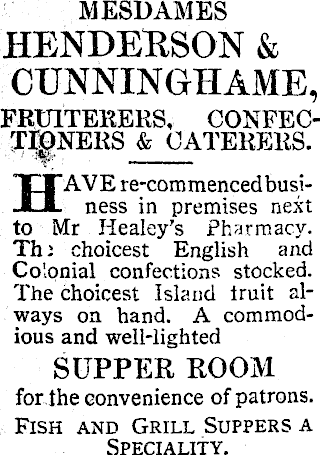 MESDAMES
HENDERSON &
CUNNINGHAME,
FRUITERERS, CONFEC-
TIONERS & CATERERS.
HAVE re-commenced busi-
ness in premises next
to Mr Healey's Pharmacy.
The choicest English and
Colonial confections stocked.
The choicest Island fruit al-
ways on hand. A commod-
ious and well-lighted
SUPPER ROOM
for the convenience of patrons.
FISH AND GRILL SUPPERS A
SPECIALITY.